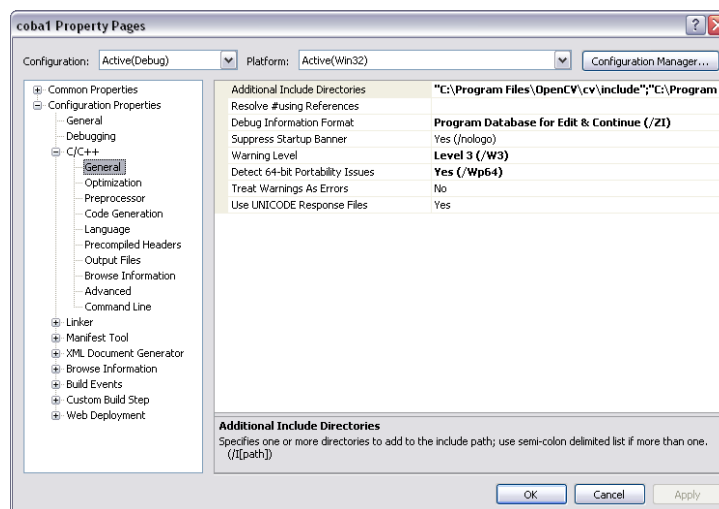 coba1 Property Pages
Configuration: Active(Debug) Platform: Active(Win32) Configuration Manager...
Common Properties
Configuration Properties
General
Debugging
C/C++
General
Optimization
Preprocessor
Code Generation
Language
Precompiled Headers
Output Files
Browse Information
Advanced
Command Line
Linker
Manifest Tool
XML Document Generator
Browse Information
Build Events
Custom Build Step
Web Deployment
Additional Include Directories "C:\Program Files\OpenCV\cv\include";"C:\Program
Resolve #using References
Debug Information Format Program Database for Edit & Continue (/ZI)
Suppress Startup Banner Yes (/nologo)
Warning Level Level 3 (/W3)
Detect 64-bit Portability Issues Yes (/Wp64)
Treat Warnings As Errors No
Use UNICODE Response Files Yes
Additional Include Directories
Specifies one or more directories to add to the include path; use semi-colon delimited list if more than one.
(/I[path])
OK Cancel Apply